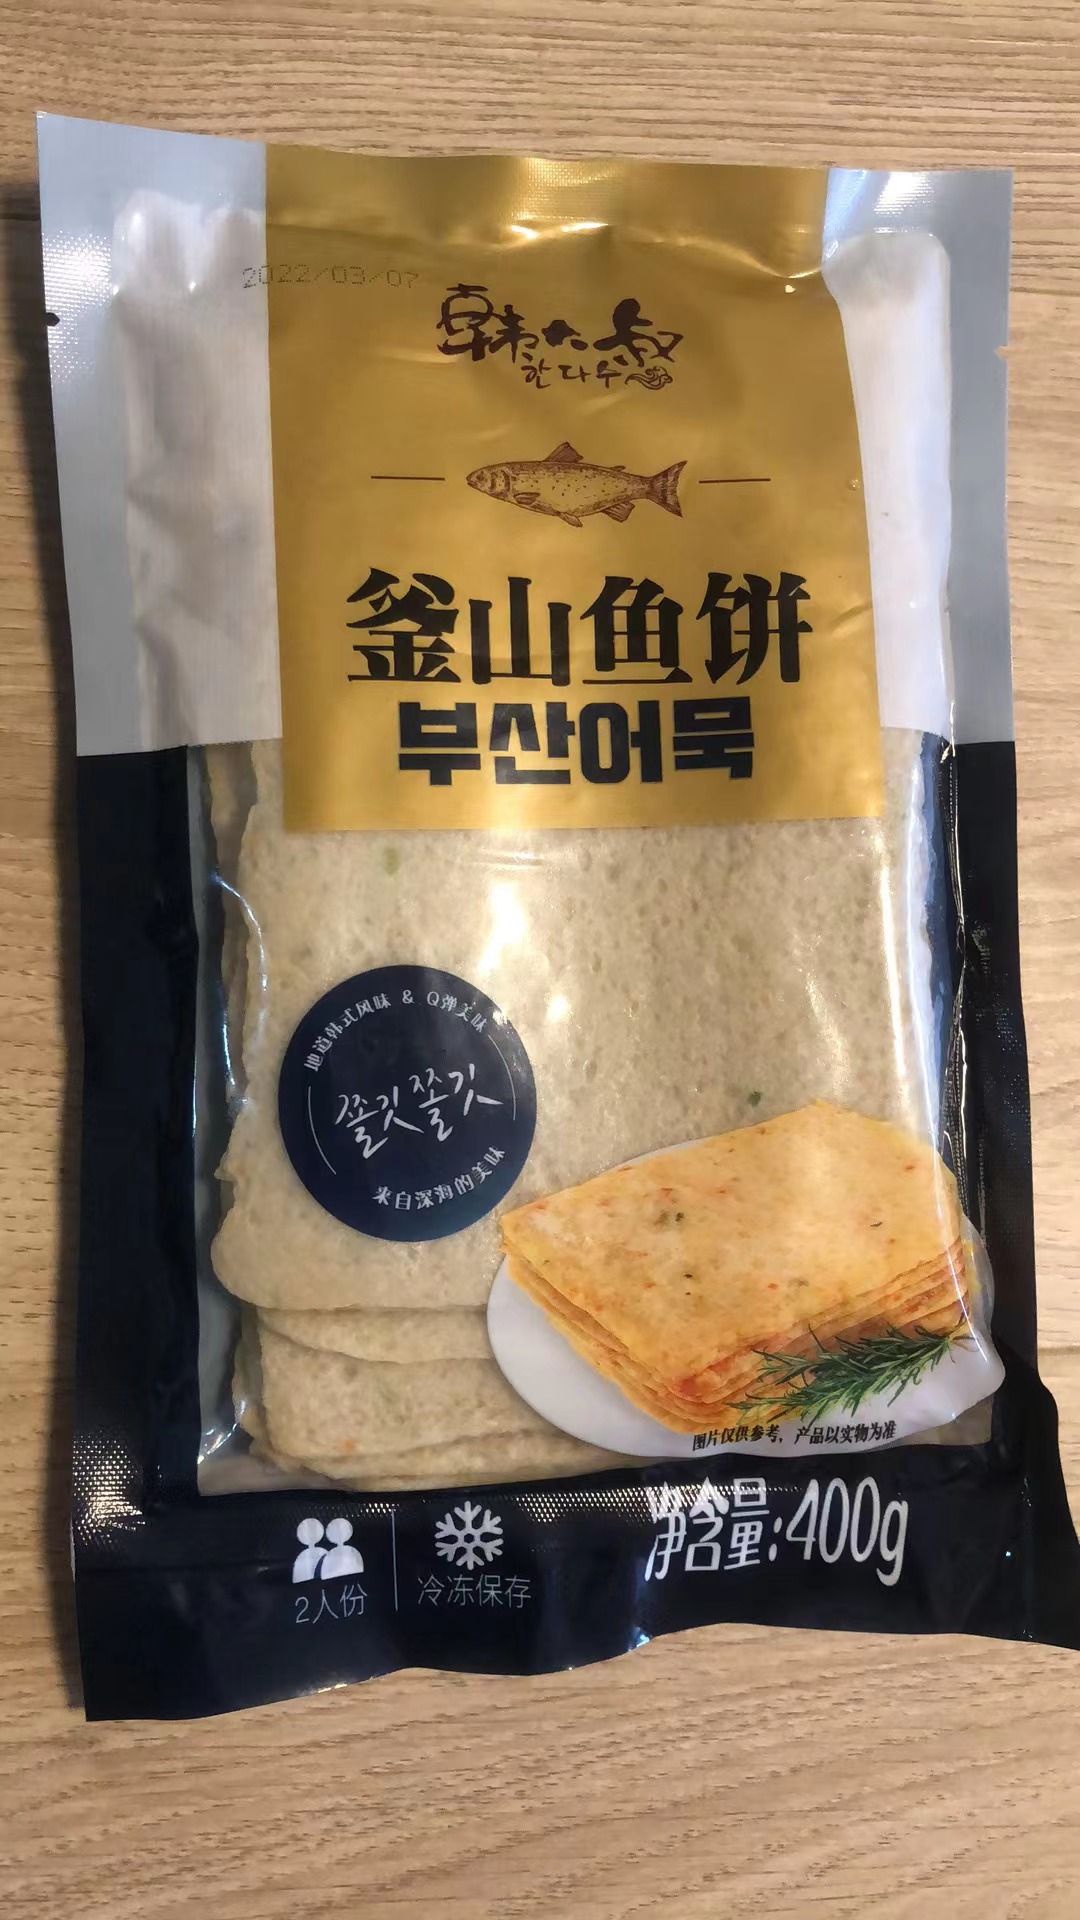 2022/03/07
韩大叔
한다수
釜山鱼饼
부산어묵
地道韩式风味 & Q弹美味
쫄깃쫄깃
来自深海的美味
图片仅供参考，产品以实物为准
2人份
冷冻保存
净含量:400g